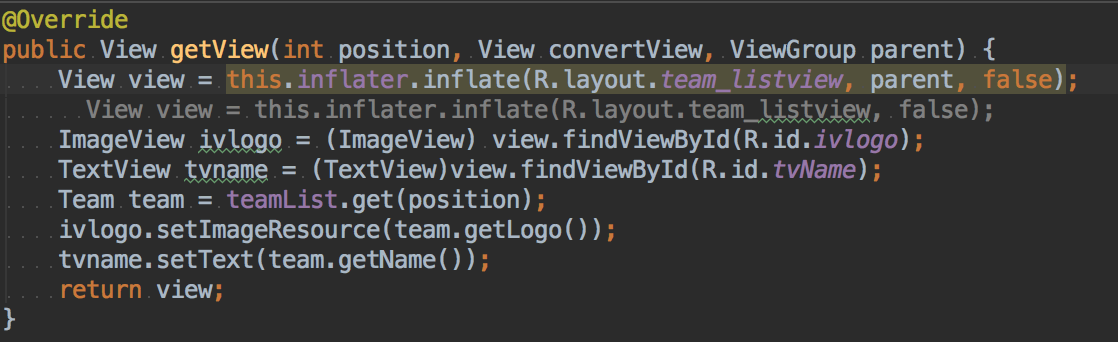 @Override
public View getView(int position, View convertView, ViewGroup parent) {
    View view = this.inflater.inflate(R.layout.team_listview, parent, false);
      View view = this.inflater.inflate(R.layout.team_listview, false);
    ImageView ivlogo = (ImageView) view.findViewById(R.id.ivlogo);
    TextView tvname = (TextView)view.findViewById(R.id.tvName);
    Team team = teamList.get(position);
    ivlogo.setImageResource(team.getLogo());
    tvname.setText(team.getName());
    return view;
}